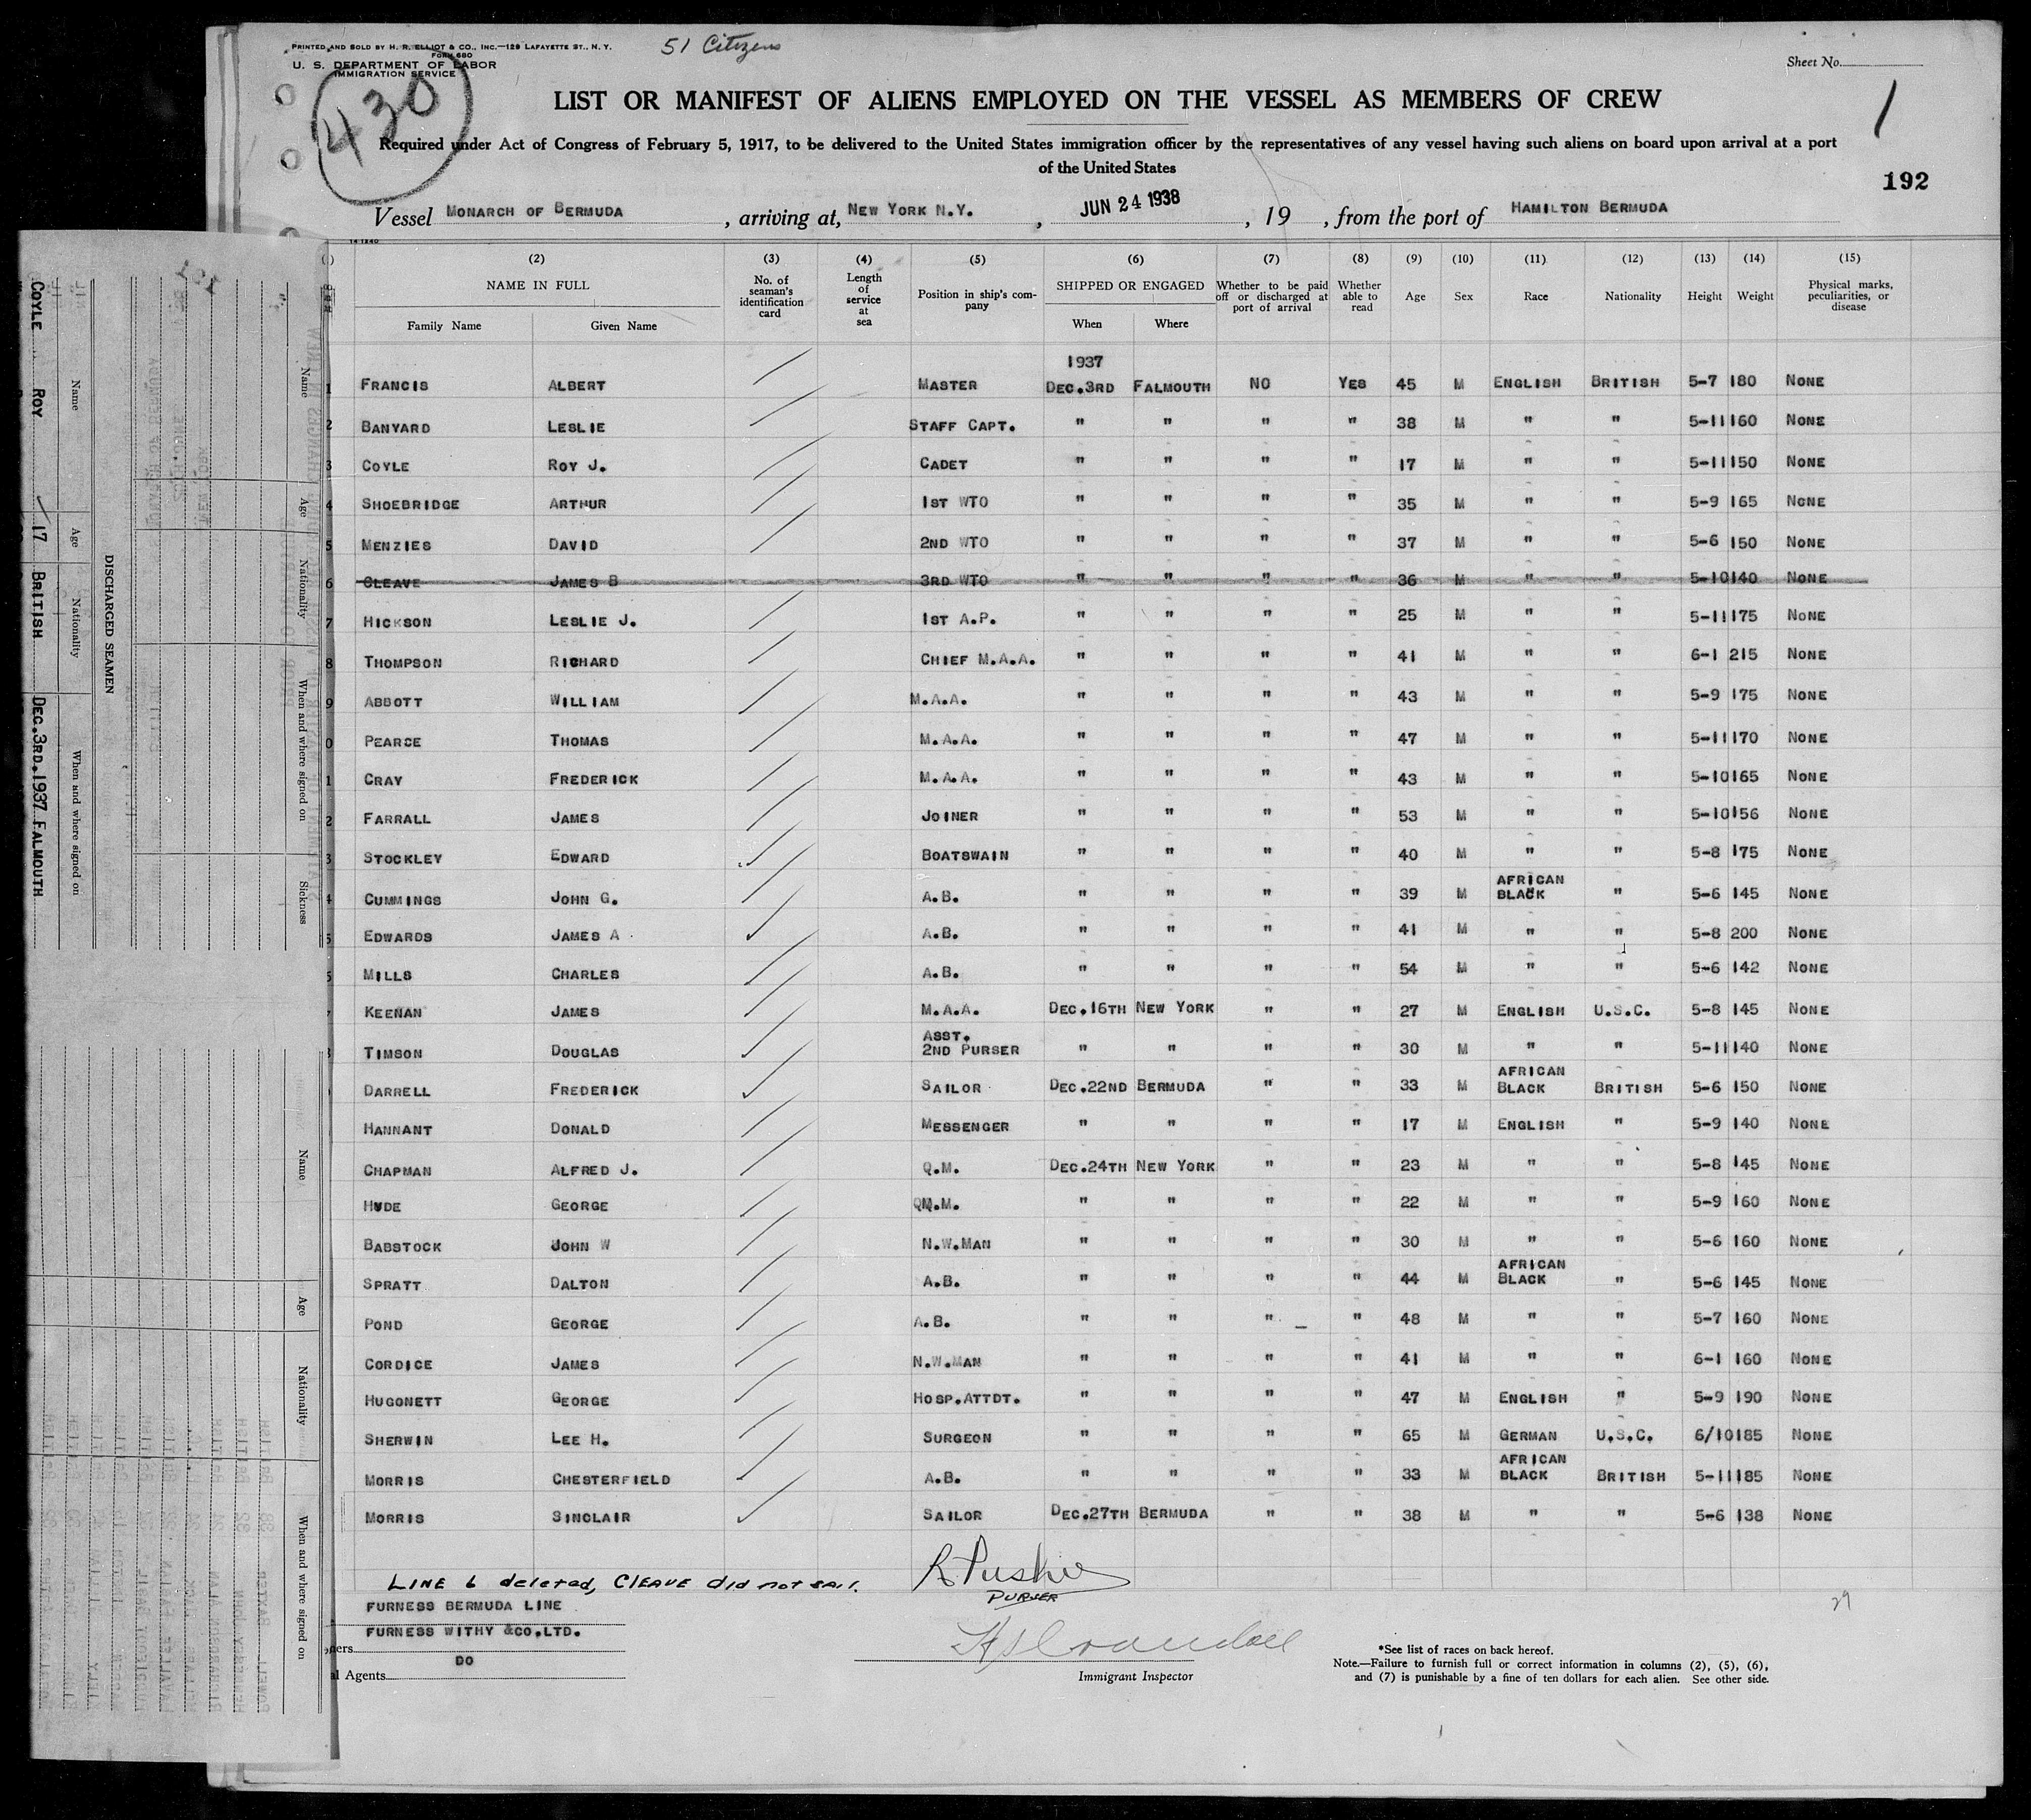 PRINTED AND SOLD BY H. R. ELLIOT & CO., INC.—129 LAFAYETTE ST., N. Y.
FORM 680
U. S. DEPARTMENT OF LABOR
IMMIGRATION SERVICE
51 Citizens
430
Sheet No.
1
LIST OR MANIFEST OF ALIENS EMPLOYED ON THE VESSEL AS MEMBERS OF CREW
Required under Act of Congress of February 5, 1917, to be delivered to the United States immigration officer by the representatives of any vessel having such aliens on board upon arrival at a port
of the United States
192
Vessel MONARCH OF BERMUDA , arriving at, NEW YORK N.Y. , JUN 24 1938 , 19 , from the port of HAMILTON BERMUDA
14 1240
(2) (3) (4) (5) (6) (7) (8) (9) (10) (11) (12) (13) (14) (15)
NAME IN FULL
Family Name Given Name
No. of seaman's identification card
Length of service at sea
Position in ship's company
SHIPPED OR ENGAGED
When Where
Whether to be paid off or discharged at port of arrival
Whether able to read
Age Sex Race Nationality Height Weight
Physical marks, peculiarities, or disease
1937
1 FRANCIS ALBERT MASTER DEC.3RD FALMOUTH NO YES 45 M ENGLISH BRITISH 5-7 180 NONE
2 BANYARD LESLIE STAFF CAPT. " " " " 38 M " " 5-11 160 NONE
3 COYLE ROY J. CADET " " " " 17 M " " 5-11 150 NONE
4 SHOEBRIDGE ARTHUR 1ST WTO " " " " 35 M " " 5-9 165 NONE
5 MENZIES DAVID 2ND WTO " " " " 37 M " " 5-6 150 NONE
6 CLEAVE JAMES B 3RD WTO " " " " 36 M " " 5-10 140 NONE
7 HICKSON LESLIE J. 1ST A.P. " " " " 25 M " " 5-11 175 NONE
8 THOMPSON RICHARD CHIEF M.A.A. " " " " 41 M " " 6-1 215 NONE
9 ABBOTT WILLIAM M.A.A. " " " " 43 M " " 5-9 175 NONE
0 PEARCE THOMAS M.A.A. " " " " 47 M " " 5-11 170 NONE
1 CRAY FREDERICK M.A.A. " " " " 43 M " " 5-10 165 NONE
2 FARRALL JAMES JOINER " " " " 53 M " " 5-10 156 NONE
3 STOCKLEY EDWARD BOATSWAIN " " " " 40 M " " 5-8 175 NONE
4 CUMMINGS JOHN G. A.B. " " " " 39 M AFRICAN BLACK " 5-6 145 NONE
5 EDWARDS JAMES A A.B. " " " " 41 M " " 5-8 200 NONE
MILLS CHARLES A.B. " " " " 54 M " " 5-6 142 NONE
KEENAN JAMES M.A.A. DEC.16TH NEW YORK " " 27 M ENGLISH U.S.C. 5-8 145 NONE
TIMSON DOUGLAS ASST. 2ND PURSER " " " " 30 M " " 5-11 140 NONE
DARRELL FREDERICK SAILOR DEC.22ND BERMUDA " " 33 M AFRICAN BLACK BRITISH 5-6 150 NONE
HANNANT DONALD MESSENGER " " " " 17 M ENGLISH " 5-9 140 NONE
CHAPMAN ALFRED J. Q.M. DEC.24TH NEW YORK " " 23 M " " 5-8 145 NONE
HYDE GEORGE Q.M. " " " " 22 M " " 5-9 160 NONE
BABSTOCK JOHN W N.W.MAN " " " " 30 M " " 5-6 160 NONE
SPRATT DALTON A.B. " " " " 44 M AFRICAN BLACK " 5-6 145 NONE
POND GEORGE A.B. " " " " 48 M " " 5-7 160 NONE
CORDICE JAMES N.W.MAN " " " " 41 M " " 6-1 160 NONE
HUGONETT GEORGE HOSP.ATTDT. " " " " 47 M ENGLISH " 5-9 190 NONE
SHERWIN LEE H. SURGEON " " " " 65 M GERMAN U.S.C. 6/10 185 NONE
MORRIS CHESTERFIELD A.B. " " " " 33 M AFRICAN BLACK BRITISH 5-11 185 NONE
MORRIS SINCLAIR SAILOR DEC.27TH BERMUDA " " 38 M " " 5-6 138 NONE
LINE 6 deleted, CLEAVE did not sail.
PURSER
FURNESS BERMUDA LINE
FURNESS WITHY &CO.LTD.
DO
l Agents
Immigrant Inspector
29
*See list of races on back hereof.
Note.—Failure to furnish full or correct information in columns (2), (5), (6),
and (7) is punishable by a fine of ten dollars for each alien. See other side.
DISCHARGED SEAMEN
Name Age Nationality When and where signed on
COYLE ROY 17 BRITISH DEC.3RD.1937 FALMOUTH
Name Age Nationality When and where signed on Sickness
Name Age Nationality When and where signed on